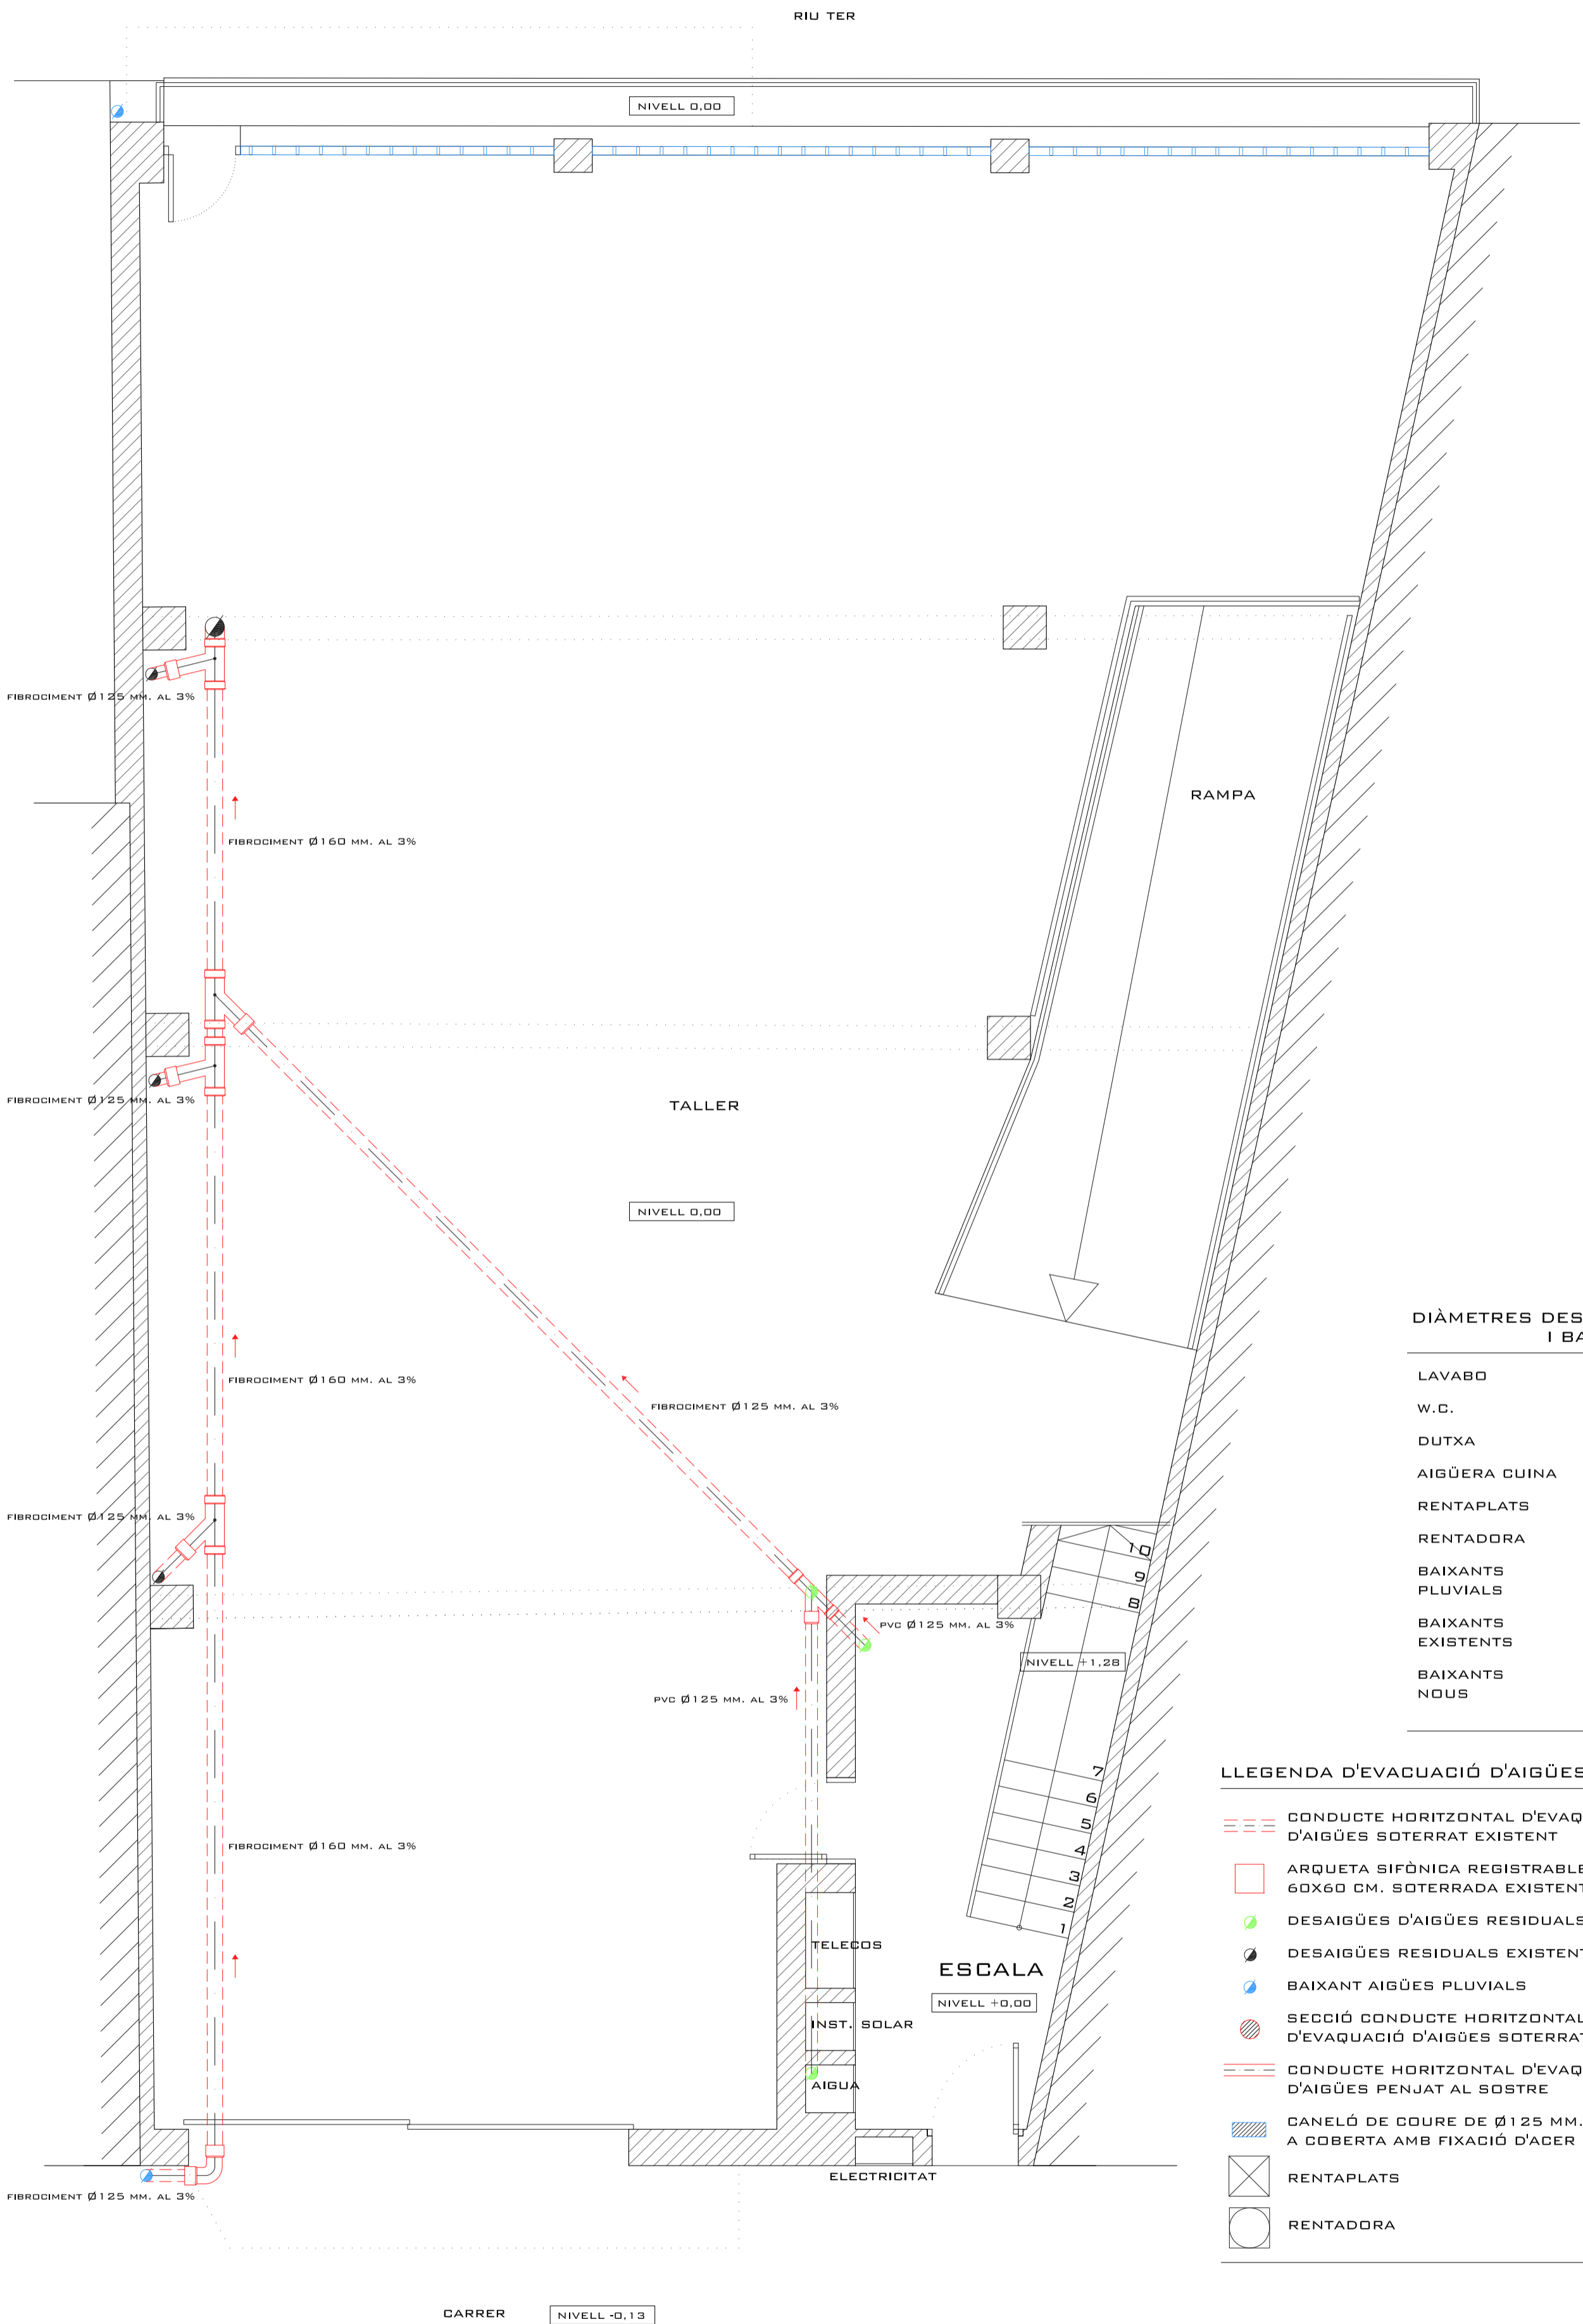 RIU TER
NIVELL 0,00
FIBROCIMENT Ø125 MM. AL 3%
RAMPA
FIBROCIMENT Ø160 MM. AL 3%
FIBROCIMENT Ø125 MM. AL 3%
TALLER
NIVELL 0,00
FIBROCIMENT Ø160 MM. AL 3%
FIBROCIMENT Ø125 MM. AL 3%
FIBROCIMENT Ø125 MM. AL 3%
PVC Ø125 MM. AL 3%
PVC Ø125 MM. AL 3%
10
9
8
NIVELL +1,28
7
6
5
4
3
2
1
FIBROCIMENT Ø160 MM. AL 3%
TELECOS
ESCALA
NIVELL +0,00
INST. SOLAR
AIGUA
ELECTRICITAT
FIBROCIMENT Ø125 MM. AL 3%
CARRER
NIVELL -0,13
DIÀMETRES DES
I BA
LAVABO
W.C.
DUTXA
AIGÜERA CUINA
RENTAPLATS
RENTADORA
BAIXANTS
PLUVIALS
BAIXANTS
EXISTENTS
BAIXANTS
NOUS
LLEGENDA D'EVACUACIÓ D'AIGÜES
CONDUCTE HORITZONTAL D'EVAQ
D'AIGÜES SOTERRAT EXISTENT
ARQUETA SIFÒNICA REGISTRABLE
60X60 CM. SOTERRADA EXISTENT
DESAIGÜES D'AIGÜES RESIDUALS
DESAIGÜES RESIDUALS EXISTENT
BAIXANT AIGÜES PLUVIALS
SECCIÓ CONDUCTE HORITZONTAL
D'EVAQUACIÓ D'AIGüES SOTERRAT
CONDUCTE HORITZONTAL D'EVAQ
D'AIGÜES PENJAT AL SOSTRE
CANELÓ DE COURE DE Ø125 MM.
A COBERTA AMB FIXACIÓ D'ACER
RENTAPLATS
RENTADORA